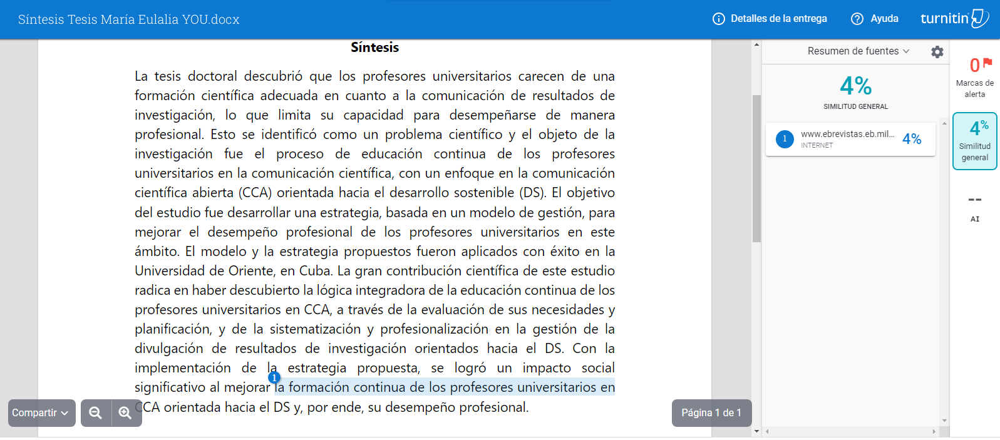 Síntesis Tesis María Eulalia YOU.docx
Detalles de la entrega
Ayuda
turnitin
Síntesis
La tesis doctoral descubrió que los profesores universitarios carecen de una
formación científica adecuada en cuanto a la comunicación de resultados de
investigación, lo que limita su capacidad para desempeñarse de manera
profesional. Esto se identificó como un problema científico y el objeto de la
investigación fue el proceso de educación continua de los profesores
universitarios en la comunicación científica, con un enfoque en la comunicación
científica abierta (CCA) orientada hacia el desarrollo sostenible (DS). El objetivo
del estudio fue desarrollar una estrategia, basada en un modelo de gestión, para
mejorar el desempeño profesional de los profesores universitarios en este
ámbito. El modelo y la estrategia propuestos fueron aplicados con éxito en la
Universidad de Oriente, en Cuba. La gran contribución científica de este estudio
radica en haber descubierto la lógica integradora de la educación continua de los
profesores universitarios en CCA, a través de la evaluación de sus necesidades y
planificación, y de la sistematización y profesionalización en la gestión de la
divulgación de resultados de investigación orientados hacia el DS. Con la
implementación de la estrategia propuesta, se logró un impacto social
1
significativo al mejorar la formación continua de los profesores universitarios en
CCA orientada hacia el DS y, por ende, su desempeño profesional.
Compartir
Página 1 de 1
Resumen de fuentes
4%
SIMILITUD GENERAL
1
www.ebrevistas.eb.mil...
INTERNET
4%
0
Marcas de
alerta
4%
Similitud
general
--
AI